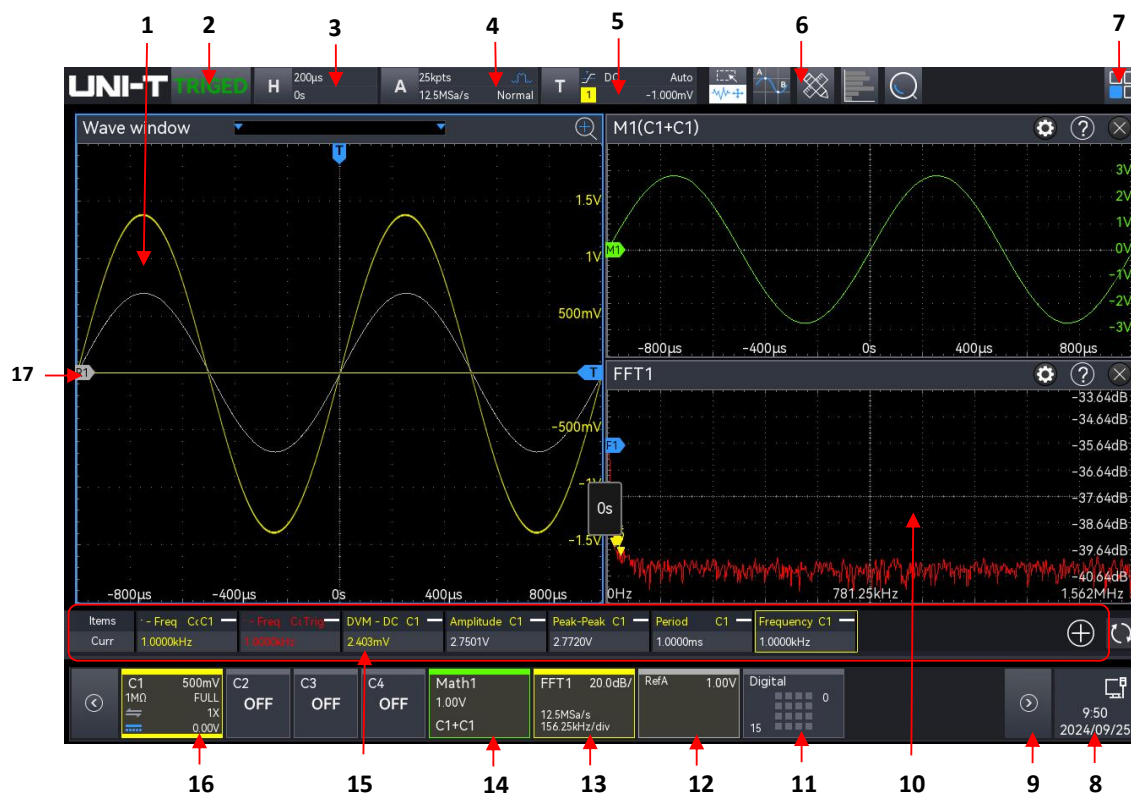 1 2 3 4 5 6 7
UNI-T TRIGED H 200µs 0s A 25kpts 12.5MSa/s Normal T DC Auto 1 -1.000mV A B
Wave window
T
1.5V
1V
500mV
17
R1
T
-500mV
-1V
-1.5V
-800µs -400µs 0s 400µs 800µs
M1(C1+C1)
3V
2V
1V
M1
0V
-1V
-2V
-3V
-800µs -400µs 0s 400µs 800µs
FFT1
-33.64dB
-34.64dB
F1
-35.64dB
-36.64dB
-37.64dB
0s
-38.64dB
-39.64dB
-40.64dB
0Hz 781.25kHz 1.562MHz
Items - Freq C1 - Freq Trig DVM - DC C1 Amplitude C1 Peak-Peak C1 Period C1 Frequency C1
Curr 1.0000kHz 1.0000kHz 2.403mV 2.7501V 2.7720V 1.0000ms 1.0000kHz
C1 500mV
1MΩ FULL
1X
0.00V
C2
OFF
C3
OFF
C4
OFF
Math1
1.00V
C1+C1
FFT1 20.0dB/
12.5MSa/s
156.25kHz/div
RefA 1.00V
Digital
0
15
9:50
2024/09/25
16 15 14 13 12 11 10 9 8